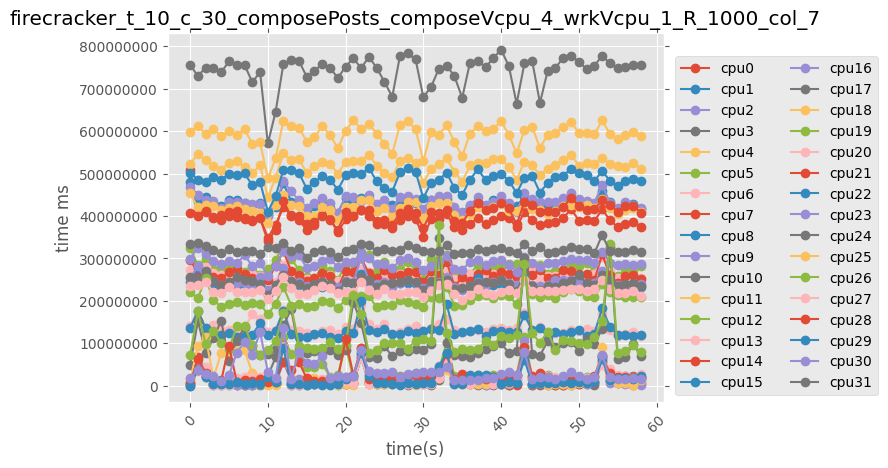 firecracker_t_10_c_30_composePosts_composeVcpu_4_wrkVcpu_1_R_1000_col_7
800000000
700000000
600000000
500000000
400000000
300000000
200000000
100000000
0
time ms
0
10
20
30
40
50
60
time(s)
cpu0
cpu1
cpu2
cpu3
cpu4
cpu5
cpu6
cpu7
cpu8
cpu9
cpu10
cpu11
cpu12
cpu13
cpu14
cpu15
cpu16
cpu17
cpu18
cpu19
cpu20
cpu21
cpu22
cpu23
cpu24
cpu25
cpu26
cpu27
cpu28
cpu29
cpu30
cpu31